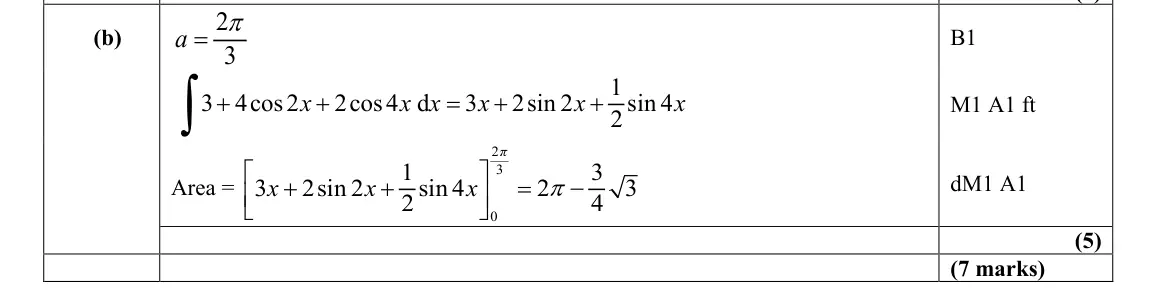 (b) a = 2π/3 B1
∫ 3 + 4cos 2x + 2cos 4x dx = 3x + 2sin 2x + 1/2 sin 4x M1 A1 ft
Area = [3x + 2sin 2x + 1/2 sin 4x]₀^(2π/3) = 2π − 3/4 √3 dM1 A1
(5)
(7 marks)